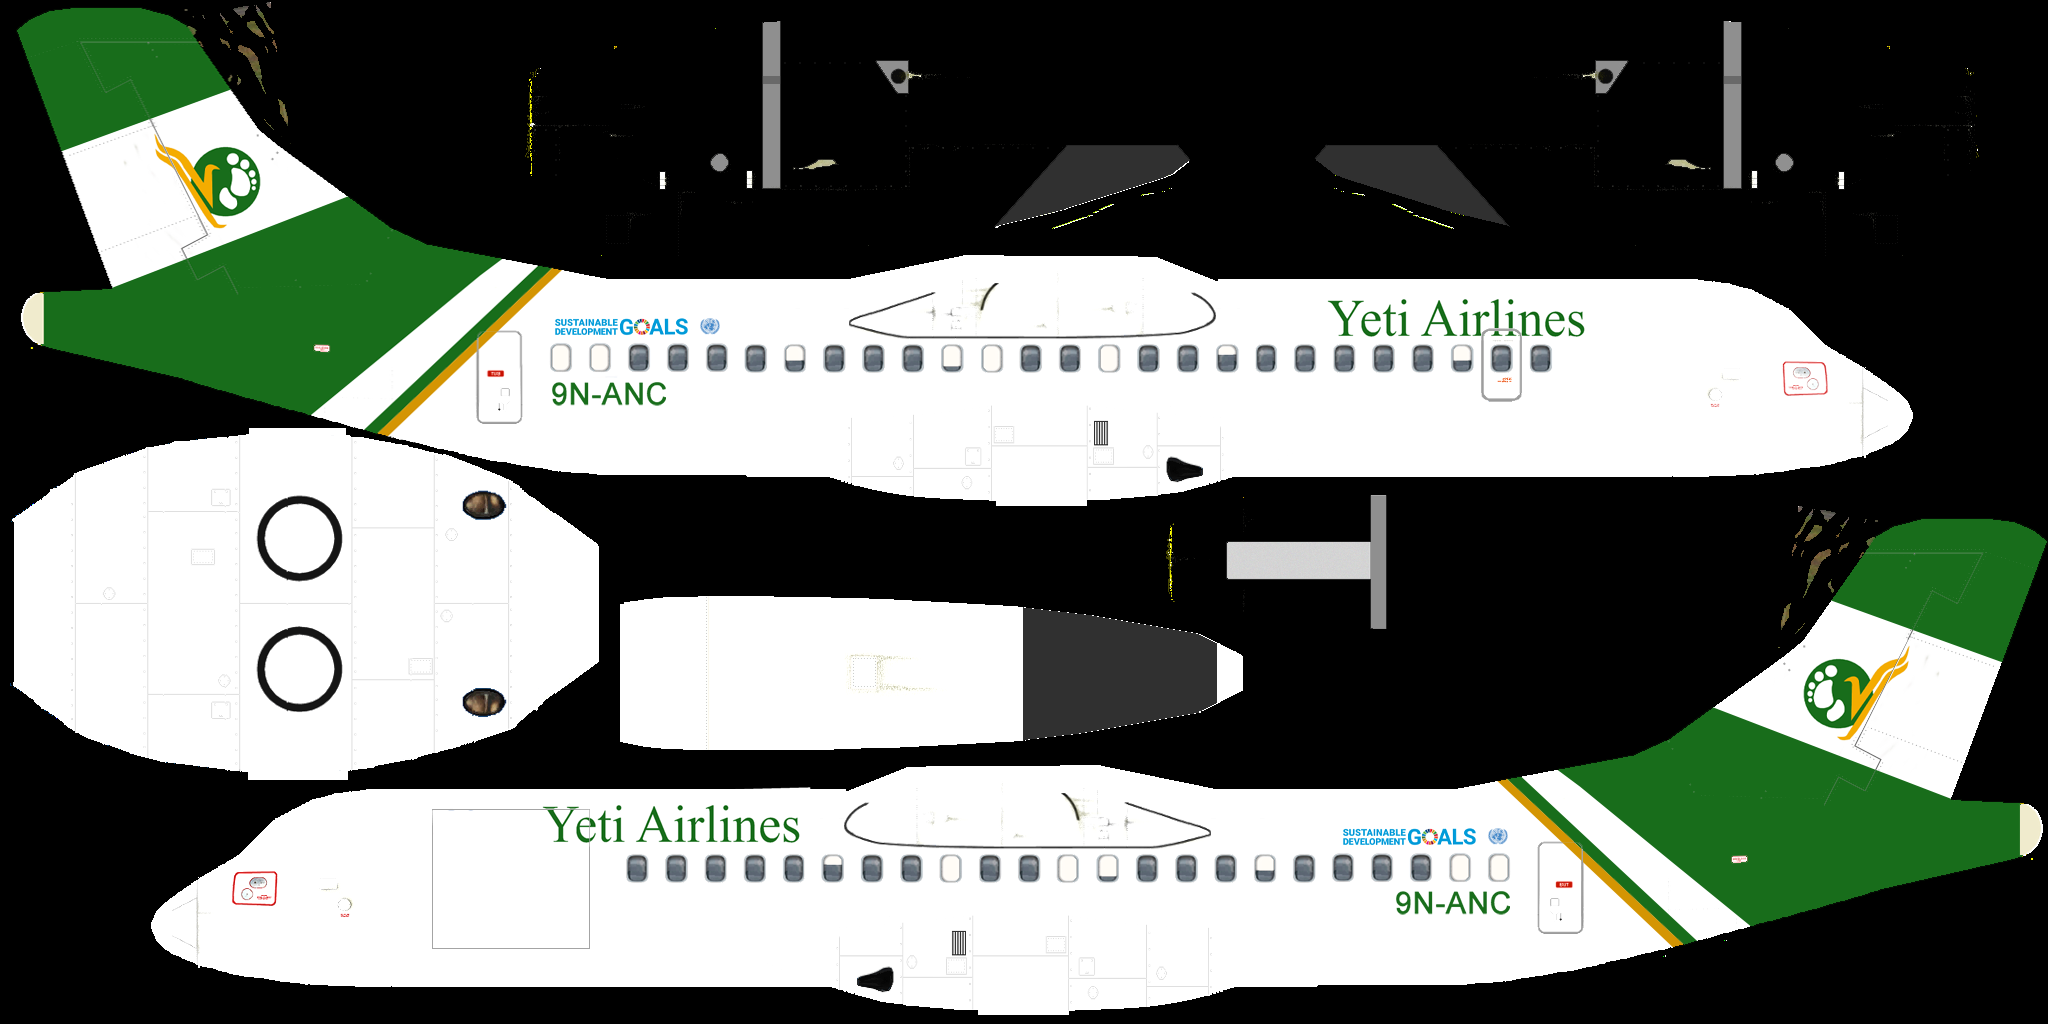 Yeti Airlines
SUSTAINABLE
DEVELOPMENT GOALS
9N-ANC
Yeti Airlines
SUSTAINABLE
DEVELOPMENT GOALS
9N-ANC